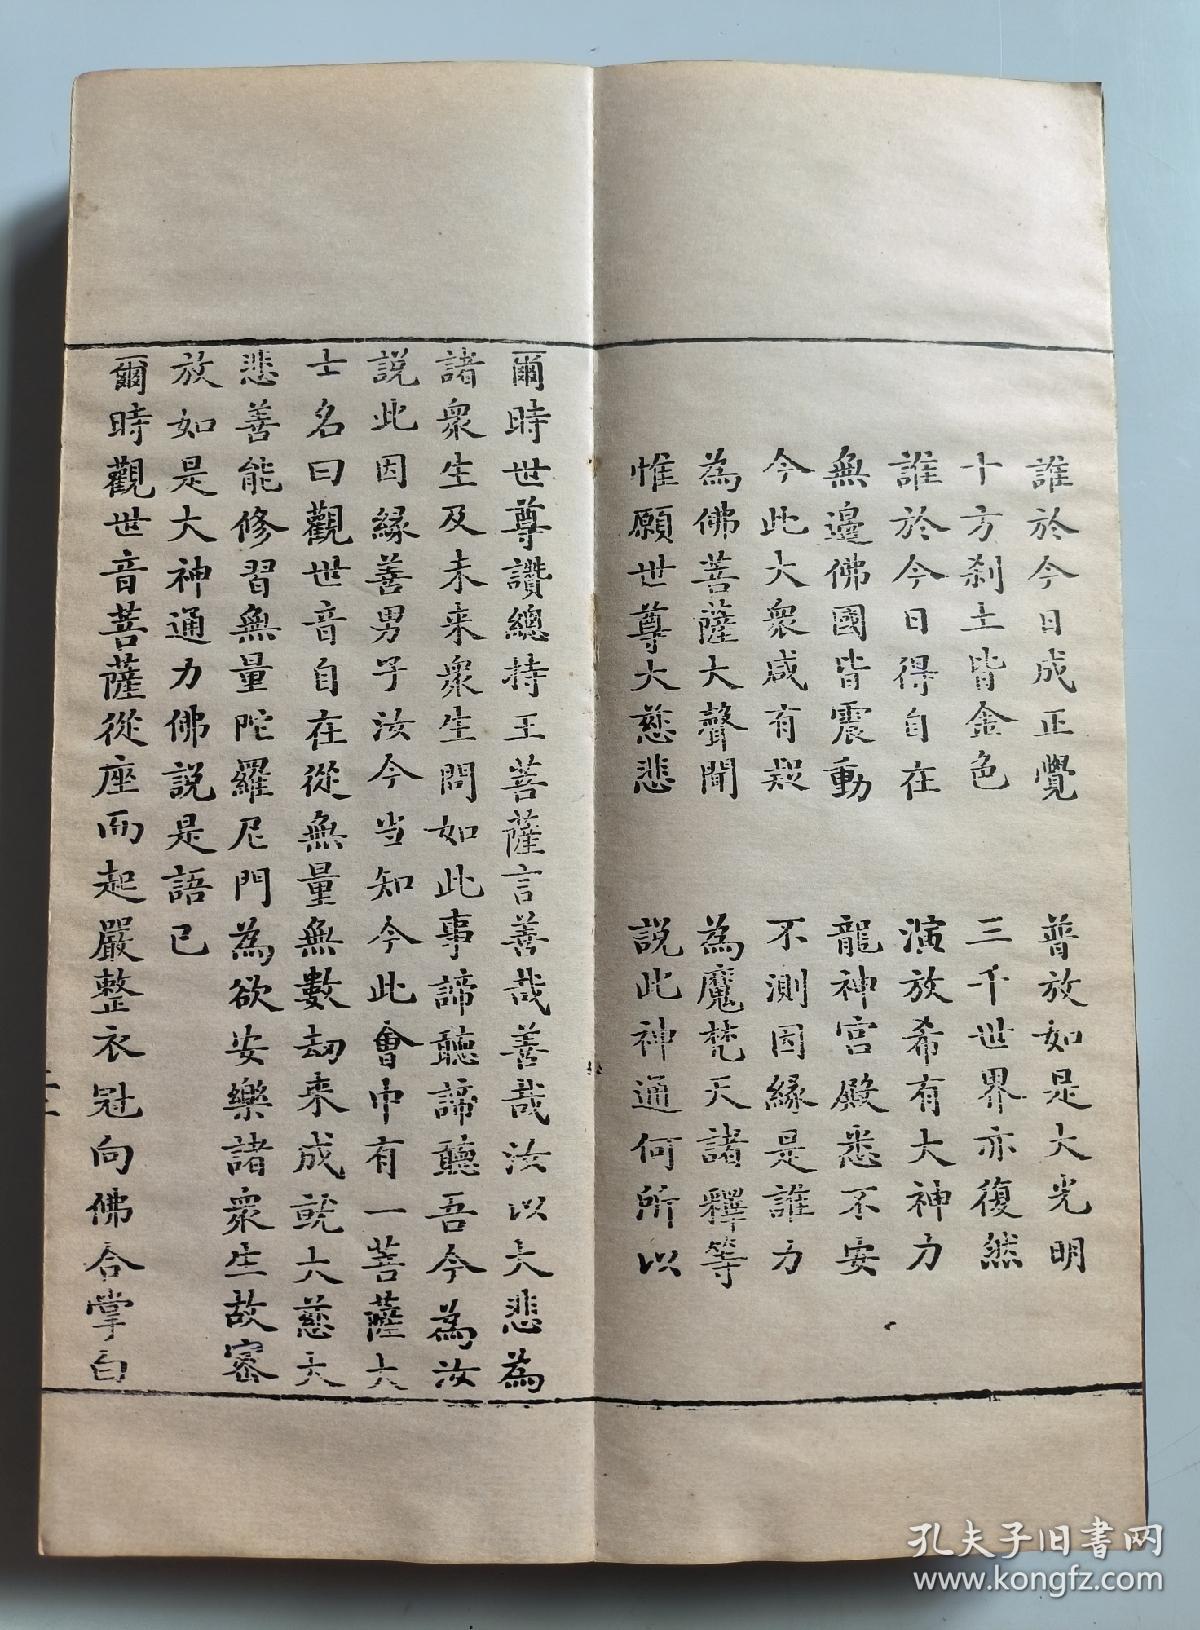 誰於今日成正覺 普放如是大光明
十方刹土皆金色 三千世界亦復然
誰於今日得自在 演放希有大神力
無邊佛國皆震動 龍神宮殿悉不安
今此大衆咸有疑 不測因緣是誰力
為佛菩薩大聲聞 為魔梵天諸釋等
惟願世尊大慈悲 説此神通何所以
爾時世尊讚總持王菩薩言善哉善哉汝以大悲為
諸衆生及未来衆生問如此事諦聽諦聽吾今為汝
説此因緣善男子汝今当知今此會中有一菩薩大
士名曰觀世音自在從無量無數劫来成就大慈大
悲善能修習無量陀羅尼門為欲安樂諸衆生故密
放如是大神通力佛説是語已
爾時觀世音菩薩從座而起嚴整衣冠向佛合掌白
孔夫子旧書网
www.kongfz.com